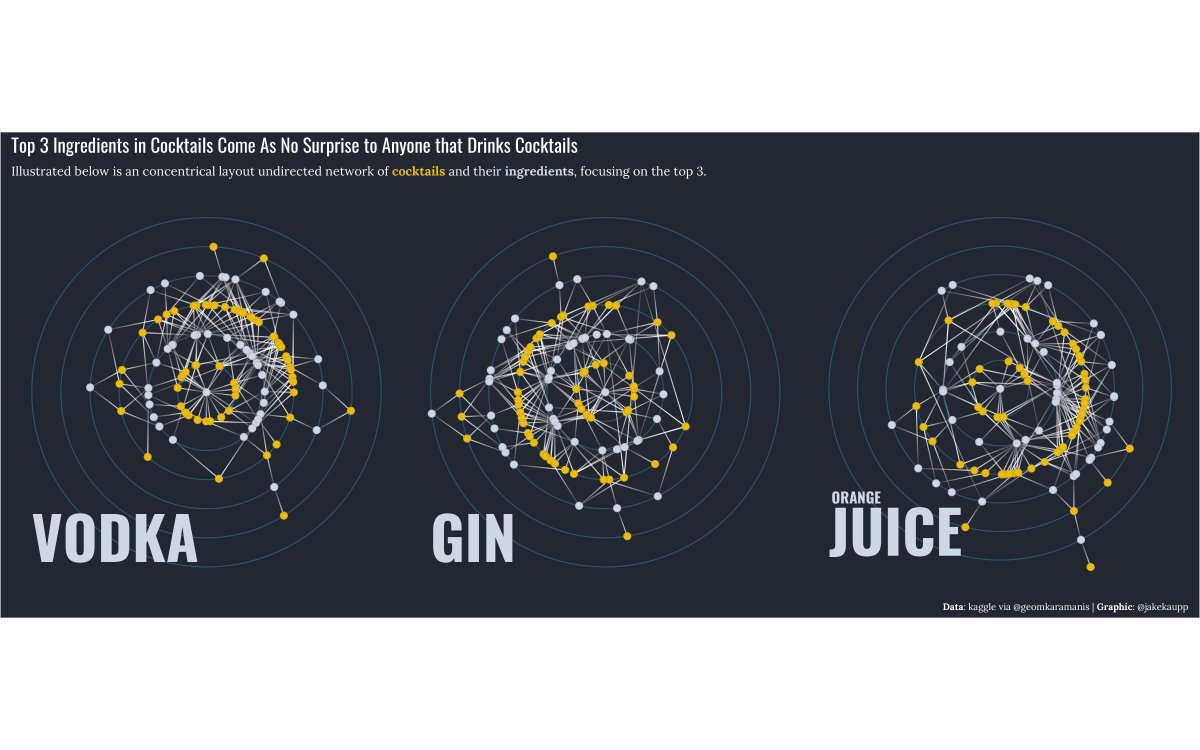 Top 3 Ingredients in Cocktails Come As No Surprise to Anyone that Drinks Cocktails
Illustrated below is an concentrical layout undirected network of cocktails and their ingredients, focusing on the top 3.
VODKA
GIN
ORANGE
JUICE
Data: kaggle via @geomkaramanis | Graphic: @jakekaupp